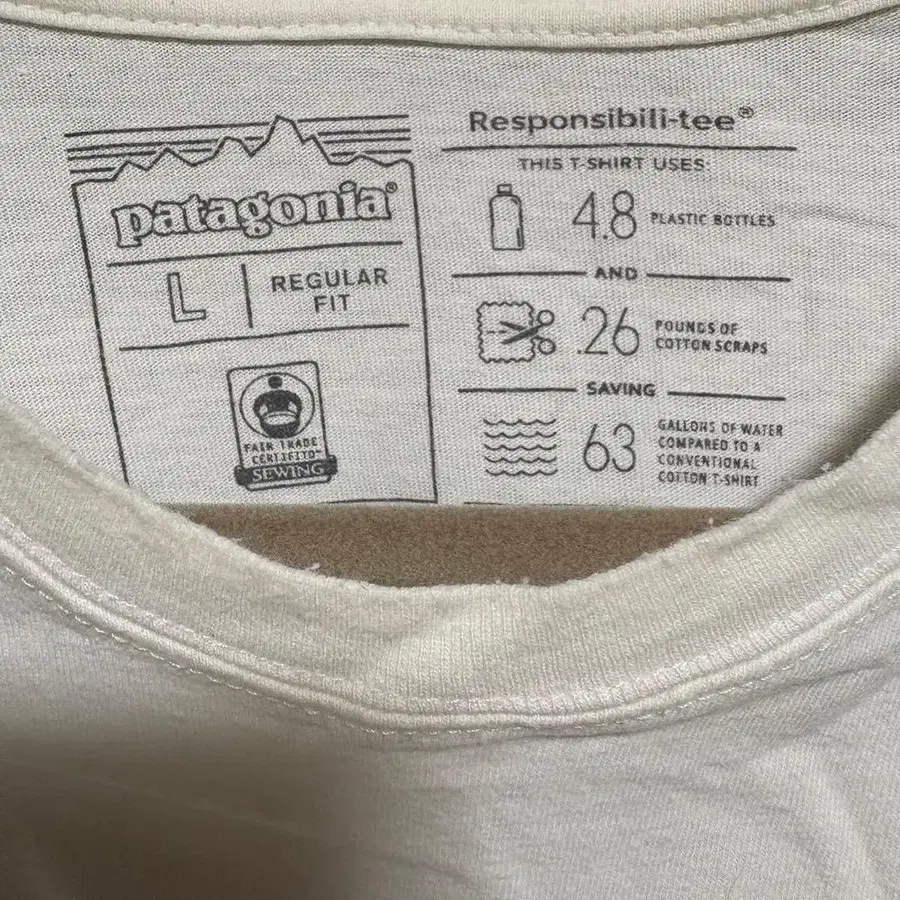 patagonia®
L
REGULAR
FIT
FAIR TRADE
CERTIFIED™
SEWING
Responsibili-tee®
THIS T-SHIRT USES:
4.8 PLASTIC BOTTLES
AND
.26 POUNDS OF
COTTON SCRAPS
SAVING
63 GALLONS OF WATER
COMPARED TO A
CONVENTIONAL
COTTON T-SHIRT